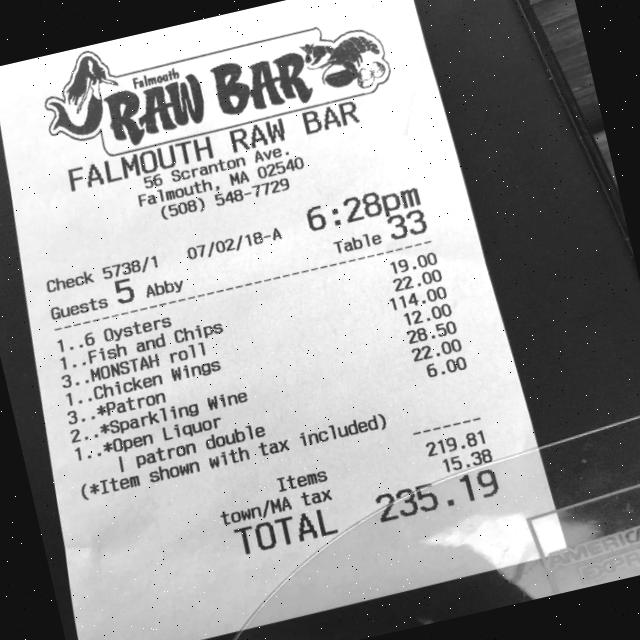 Falmouth
RAW BAR
FALMOUTH RAW BAR
56 Scranton Ave.
Falmouth, MA 02540
(508) 548-7729
Check 5738/1 07/02/18-A 6:28pm
Guests 5 Abby Table 33
1..6 Oysters 19.00
1..Fish and Chips 22.00
3..MONSTAH roll 114.00
1..Chicken Wings 12.00
3..*Patron 28.50
2..*Sparkling Wine 22.00
1..*Open Liquor 6.00
| patron double
(*Item shown with tax included)
Items 219.81
town/MA tax 15.38
TOTAL 235.19
AMERICAN
EXPRESS